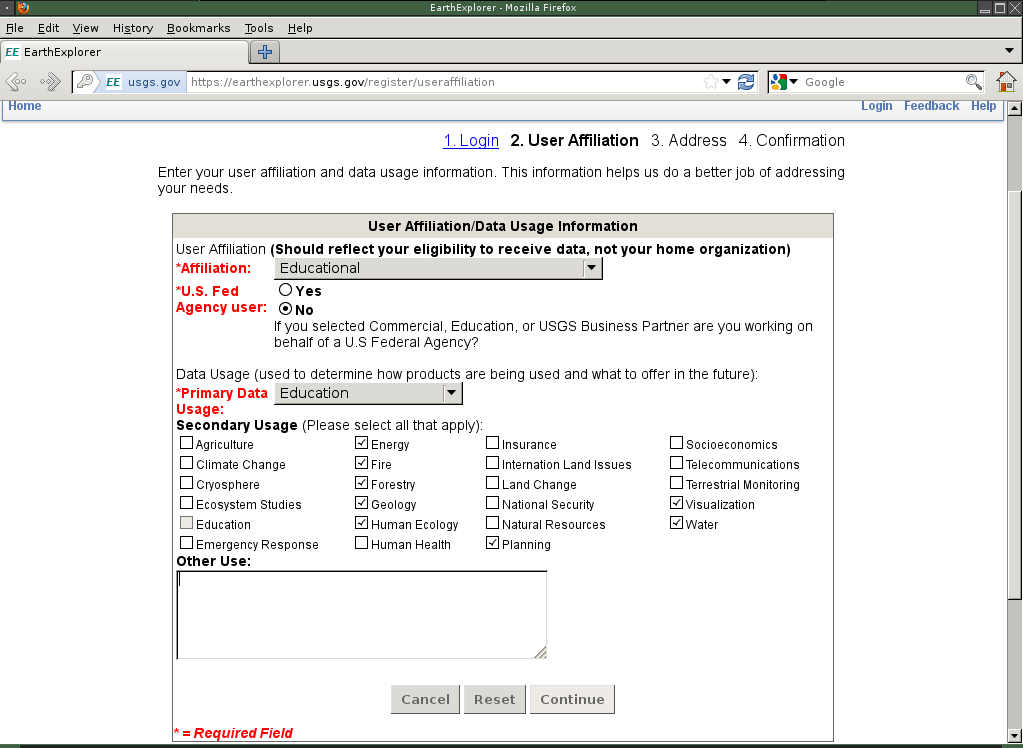 EarthExplorer - Mozilla Firefox
File Edit View History Bookmarks Tools Help
EE EarthExplorer
EE usgs.gov https://earthexplorer.usgs.gov/register/useraffiliation Google
Home Login Feedback Help
1. Login 2. User Affiliation 3. Address 4. Confirmation
Enter your user affiliation and data usage information. This information helps us do a better job of addressing
your needs.
User Affiliation/Data Usage Information
User Affiliation (Should reflect your eligibility to receive data, not your home organization)
*Affiliation: Educational
*U.S. Fed Yes
Agency user: No
If you selected Commercial, Education, or USGS Business Partner are you working on
behalf of a U.S Federal Agency?
Data Usage (used to determine how products are being used and what to offer in the future):
*Primary Data Education
Usage:
Secondary Usage (Please select all that apply):
Agriculture Energy Insurance Socioeconomics
Climate Change Fire Internation Land Issues Telecommunications
Cryosphere Forestry Land Change Terrestrial Monitoring
Ecosystem Studies Geology National Security Visualization
Education Human Ecology Natural Resources Water
Emergency Response Human Health Planning
Other Use:
Cancel Reset Continue
* = Required Field